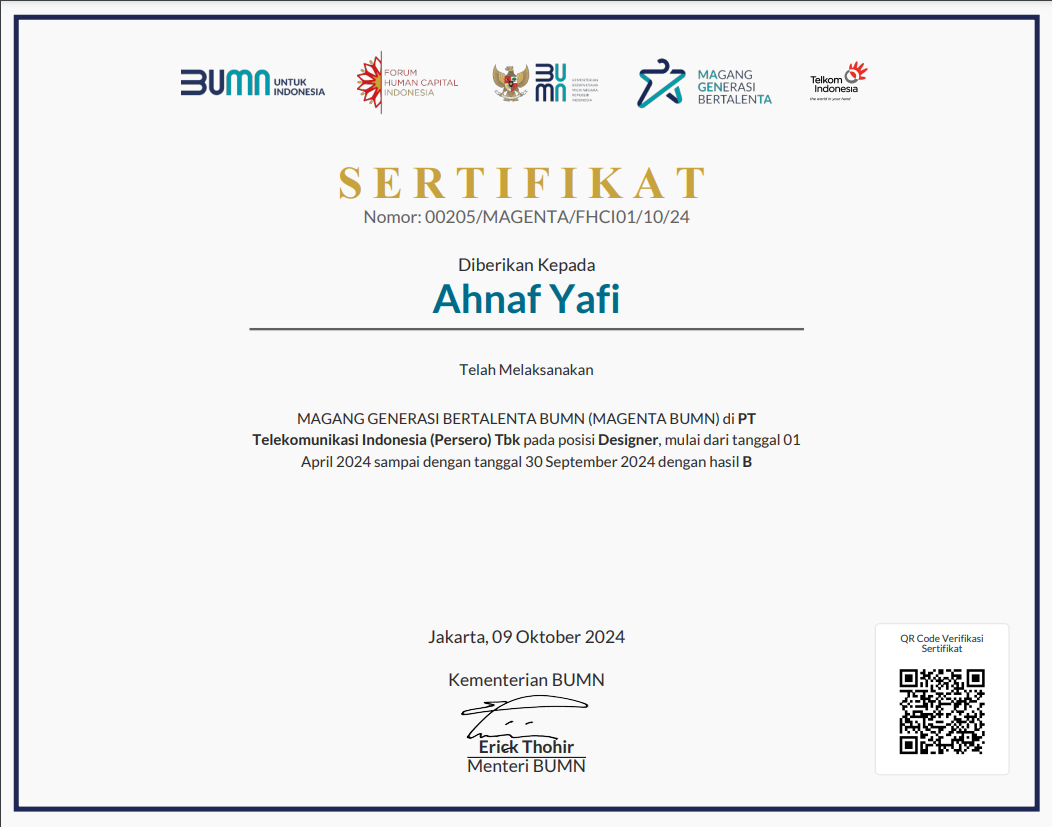 BUMN UNTUK
INDONESIA
FORUM
HUMAN CAPITAL
INDONESIA
BU
MN
KEMENTERIAN
BADAN USAHA
MILIK NEGARA
REPUBLIK
INDONESIA
MAGANG
GENERASI
BERTALENTA
Telkom
Indonesia
the world in your hand
SERTIFIKAT
Nomor: 00205/MAGENTA/FHCI01/10/24
Diberikan Kepada
Ahnaf Yafi
Telah Melaksanakan
MAGANG GENERASI BERTALENTA BUMN (MAGENTA BUMN) di PT
Telekomunikasi Indonesia (Persero) Tbk pada posisi Designer, mulai dari tanggal 01
April 2024 sampai dengan tanggal 30 September 2024 dengan hasil B
Jakarta, 09 Oktober 2024
Kementerian BUMN
Erick Thohir
Menteri BUMN
QR Code Verifikasi
Sertifikat